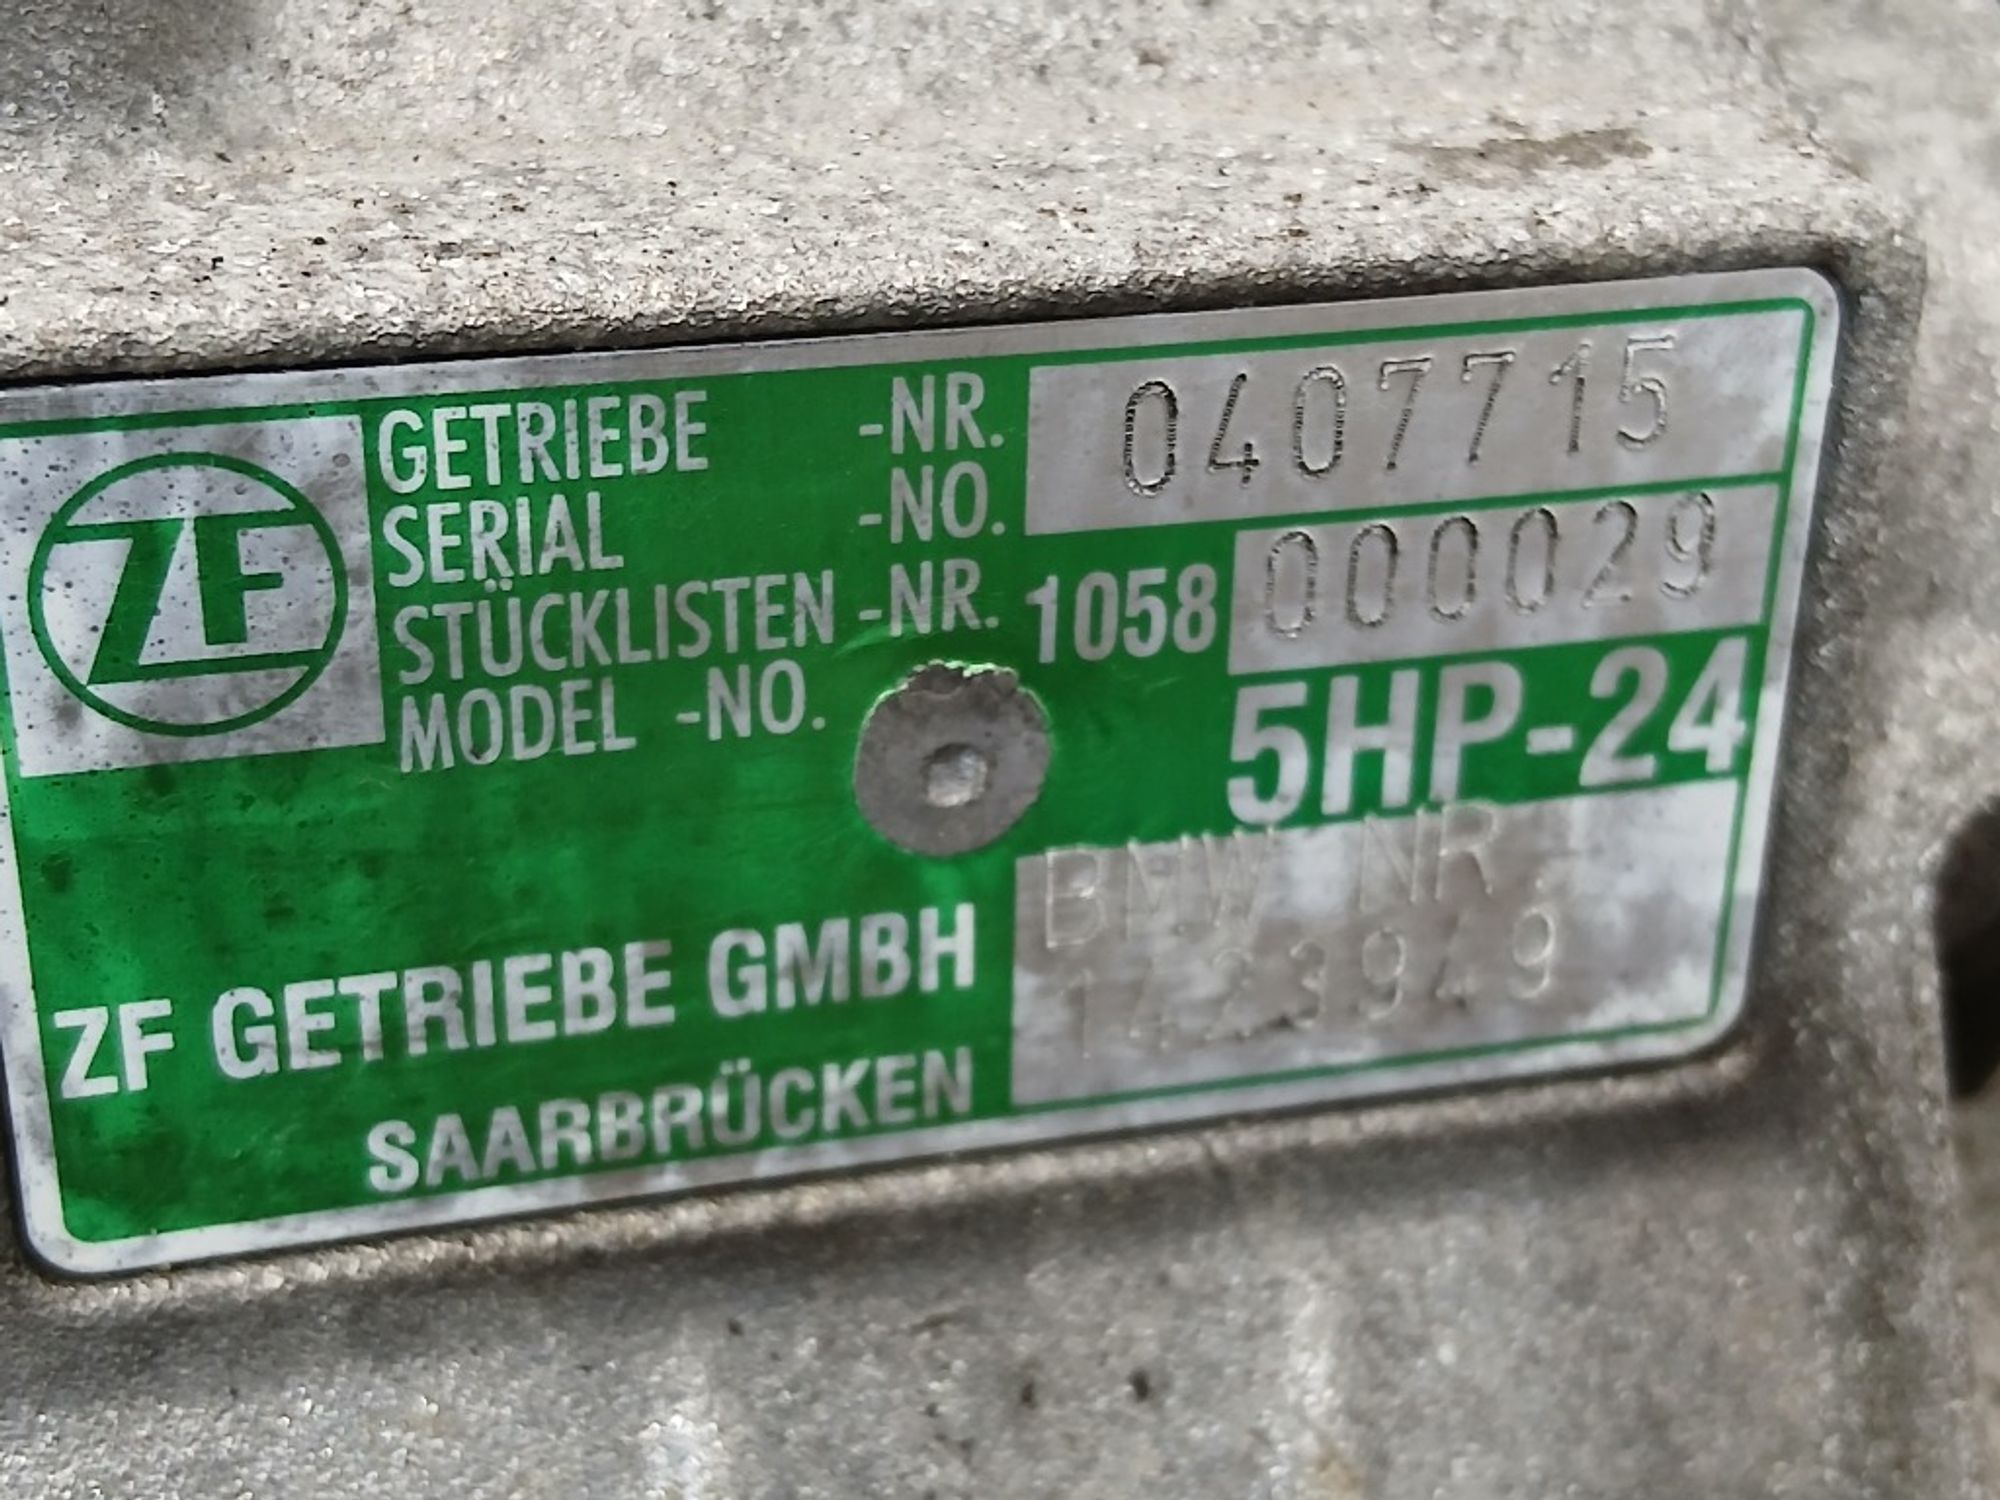 ZF
GETRIEBE -NR. 0407715
SERIAL -NO.
STÜCKLISTEN -NR. 1058 000029
MODEL -NO.
5HP-24
BMW NR
1423949
ZF GETRIEBE GMBH
SAARBRÜCKEN